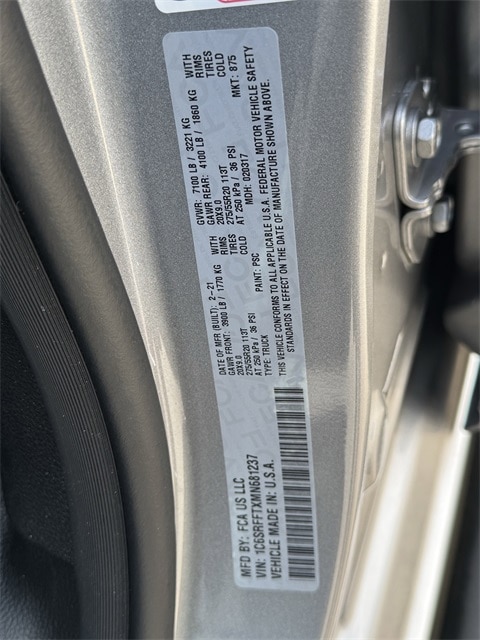 MFD BY: FCA US LLC
DATE OF MFR (BUILT): 2-21
GVWR: 7100 LB / 3221 KG
GAWR FRONT: 3900 LB / 1770 KG
WITH
GAWR REAR: 4100 LB / 1860 KG
WITH
20X9.0
RIMS
20X9.0
RIMS
275/55R20 113T
TIRES
275/55R20 113T
TIRES
AT 250 kPa / 36 PSI
COLD
AT 250 kPa / 36 PSI
COLD
VIN: 1C6SRFFTXMN681237
TYPE: TRUCK
PAINT: PSC
MDH: 020317
MKT: 875
VEHICLE MADE IN: U.S.A.
THIS VEHICLE CONFORMS TO ALL APPLICABLE U.S.A. FEDERAL MOTOR VEHICLE SAFETY
STANDARDS IN EFFECT ON THE DATE OF MANUFACTURE SHOWN ABOVE.